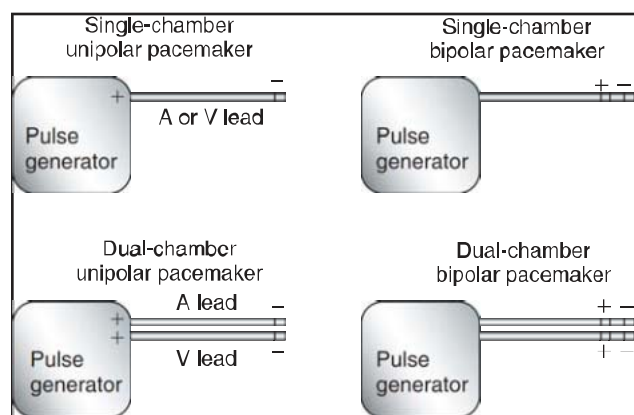 Single-chamber
unipolar pacemaker
+
−
Pulse
generator
A or V lead
Single-chamber
bipolar pacemaker
+ −
Pulse
generator
Dual-chamber
unipolar pacemaker
A lead
−
+
+
Pulse
generator
V lead
−
Dual-chamber
bipolar pacemaker
+ −
Pulse
generator
+ −